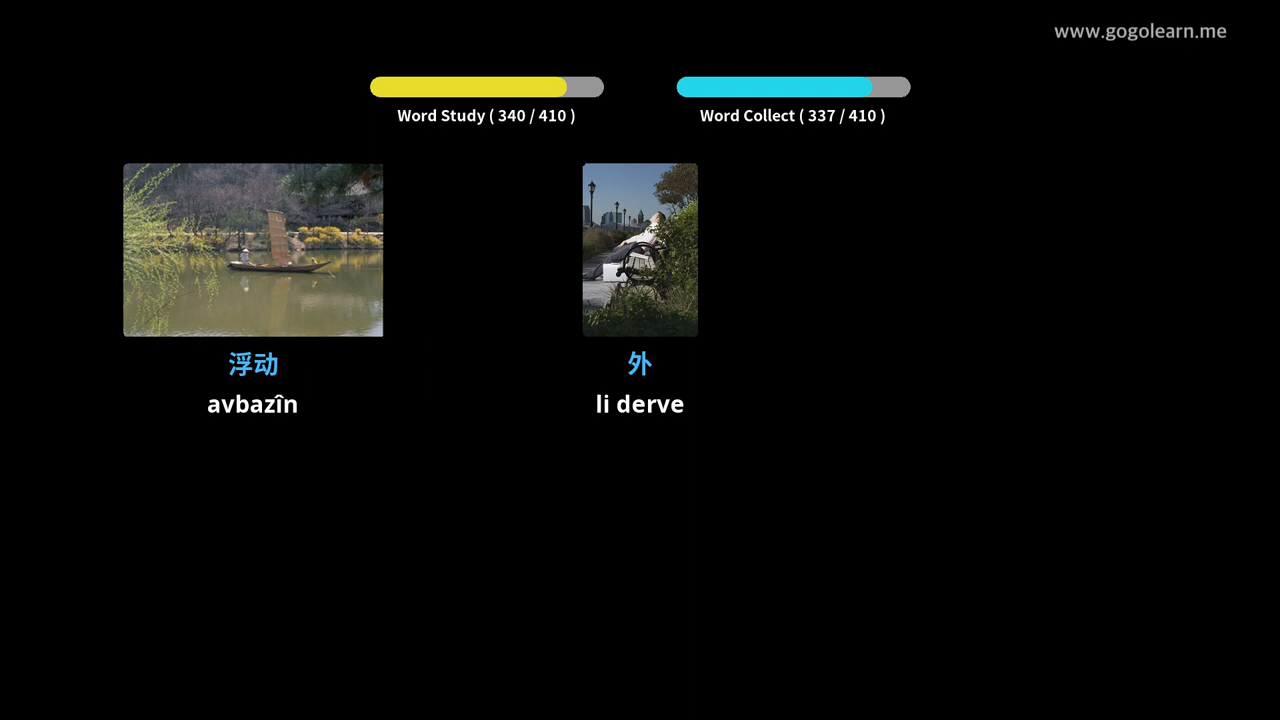 www.gogolearn.me
Word Study ( 340 / 410 )
Word Collect ( 337 / 410 )
浮动
avbazîn
外
li derve